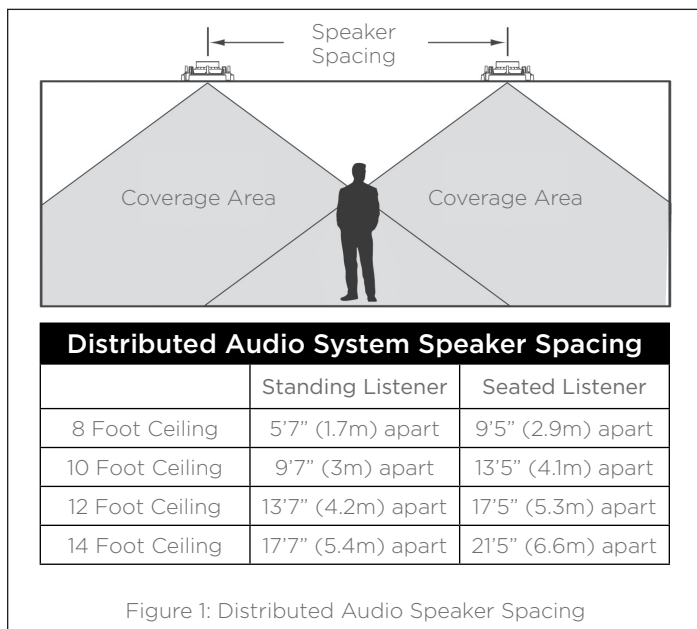 Speaker
Spacing
Coverage Area Coverage Area
Distributed Audio System Speaker Spacing
Standing Listener Seated Listener
8 Foot Ceiling 5’7” (1.7m) apart 9’5” (2.9m) apart
10 Foot Ceiling 9’7” (3m) apart 13’5” (4.1m) apart
12 Foot Ceiling 13’7” (4.2m) apart 17’5” (5.3m) apart
14 Foot Ceiling 17’7” (5.4m) apart 21’5” (6.6m) apart
Figure 1: Distributed Audio Speaker Spacing